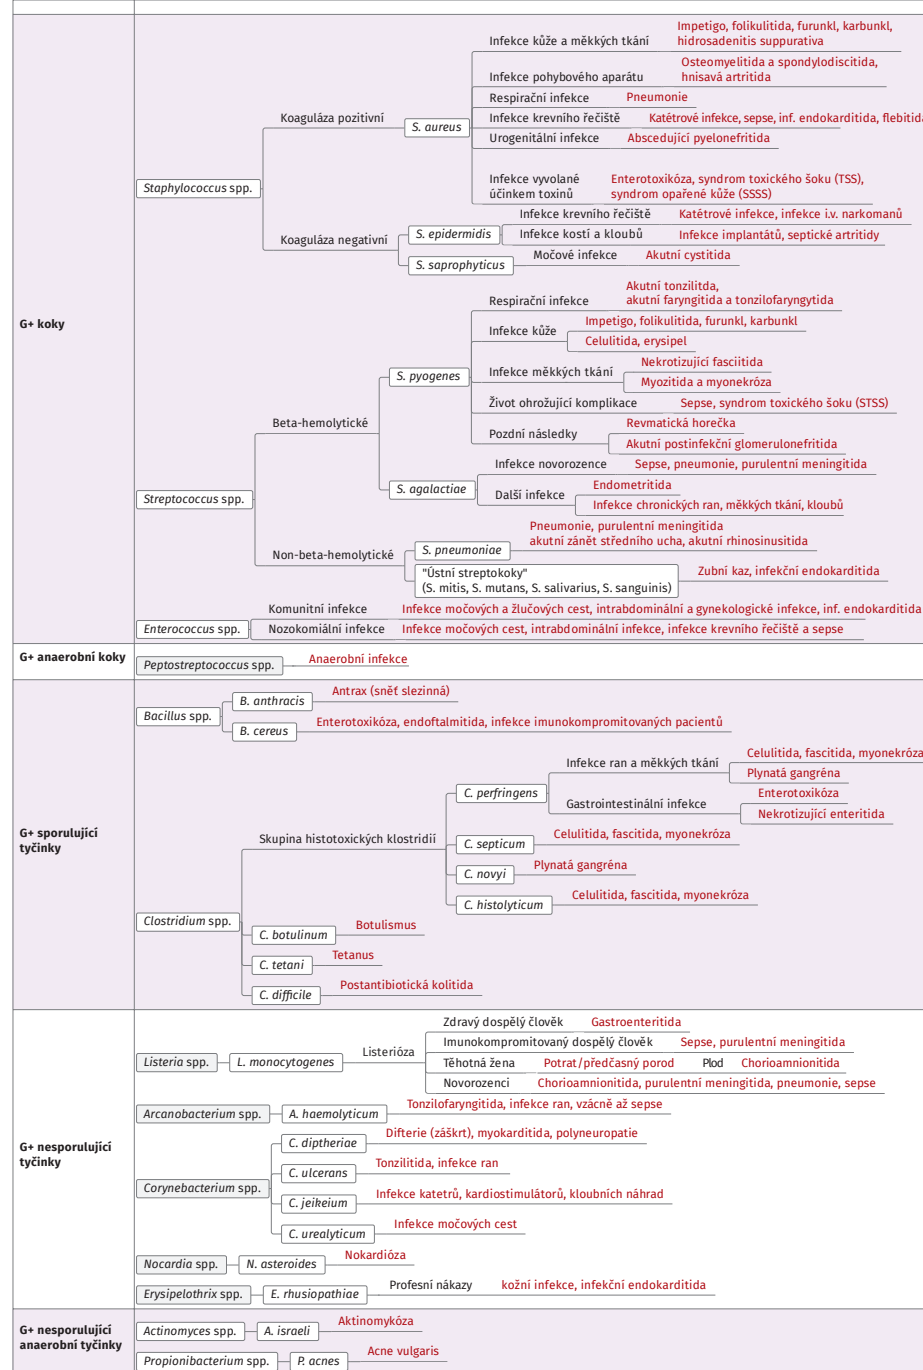 G+ koky
Staphylococcus spp.
Koaguláza pozitivní
S. aureus
Infekce kůže a měkkých tkání
Impetigo, folikulitida, furunkl, karbunkl,
hidrosadenitis suppurativa
Infekce pohybového aparátu
Osteomyelitida a spondylodiscitida,
hnisavá artritida
Respirační infekce
Pneumonie
Infekce krevního řečiště
Katétrové infekce, sepse, inf. endokarditida, flebitida
Urogenitální infekce
Abscedující pyelonefritida
Infekce vyvolané
účinkem toxinů
Enterotoxikóza, syndrom toxického šoku (TSS),
syndrom opařené kůže (SSSS)
Koaguláza negativní
S. epidermidis
Infekce krevního řečiště
Katétrové infekce, infekce i.v. narkomanů
Infekce kostí a kloubů
Infekce implantátů, septické artritidy
S. saprophyticus
Močové infekce
Akutní cystitida
Streptococcus spp.
Beta-hemolytické
S. pyogenes
Respirační infekce
Akutní tonzilitda,
akutní faryngitida a tonzilofaryngytida
Infekce kůže
Impetigo, folikulitida, furunkl, karbunkl
Celulitida, erysipel
Infekce měkkých tkání
Nekrotizující fasciitida
Myozitida a myonekróza
Život ohrožující komplikace
Sepse, syndrom toxického šoku (STSS)
Pozdní následky
Revmatická horečka
Akutní postinfekční glomerulonefritida
S. agalactiae
Infekce novorozence
Sepse, pneumonie, purulentní meningitida
Další infekce
Endometritida
Infekce chronických ran, měkkých tkání, kloubů
Non-beta-hemolytické
S. pneumoniae
Pneumonie, purulentní meningitida
akutní zánět středního ucha, akutní rhinosinusitida
"Ústní streptokoky"
(S. mitis, S. mutans, S. salivarius, S. sanguinis)
Zubní kaz, infekční endokarditida
Enterococcus spp.
Komunitní infekce
Infekce močových a žlučových cest, intrabdominální a gynekologické infekce, inf. endokarditida
Nozokomiální infekce
Infekce močových cest, intrabdominální infekce, infekce krevního řečiště a sepse
G+ anaerobní koky
Peptostreptococcus spp.
Anaerobní infekce
G+ sporulující
tyčinky
Bacillus spp.
B. anthracis
Antrax (sněť slezinná)
B. cereus
Enterotoxikóza, endoftalmitida, infekce imunokompromitovaných pacientů
Clostridium spp.
Skupina histotoxických klostridií
C. perfringens
Infekce ran a měkkých tkání
Celulitida, fascitida, myonekróza
Plynatá gangréna
Gastrointestinální infekce
Enterotoxikóza
Nekrotizující enteritida
C. septicum
Celulitida, fascitida, myonekróza
C. novyi
Plynatá gangréna
C. histolyticum
Celulitida, fascitida, myonekróza
C. botulinum
Botulismus
C. tetani
Tetanus
C. difficile
Postantibiotická kolitida
G+ nesporulující
tyčinky
Listeria spp.
L. monocytogenes
Listerióza
Zdravý dospělý člověk
Gastroenteritida
Imunokompromitovaný dospělý člověk
Sepse, purulentní meningitida
Těhotná žena
Potrat/předčasný porod
Plod
Chorioamnionitida
Novorozenci
Chorioamnionitida, purulentní meningitida, pneumonie, sepse
Arcanobacterium spp.
A. haemolyticum
Tonzilofaryngitida, infekce ran, vzácně až sepse
Corynebacterium spp.
C. diptheriae
Difterie (záškrt), myokarditida, polyneuropatie
C. ulcerans
Tonzilitida, infekce ran
C. jeikeium
Infekce katetrů, kardiostimulátorů, kloubních náhrad
C. urealyticum
Infekce močových cest
Nocardia spp.
N. asteroides
Nokardióza
Erysipelothrix spp.
E. rhusiopathiae
Profesní nákazy
kožní infekce, infekční endokarditida
G+ nesporulující
anaerobní tyčinky
Actinomyces spp.
A. israeli
Aktinomykóza
Propionibacterium spp.
P. acnes
Acne vulgaris